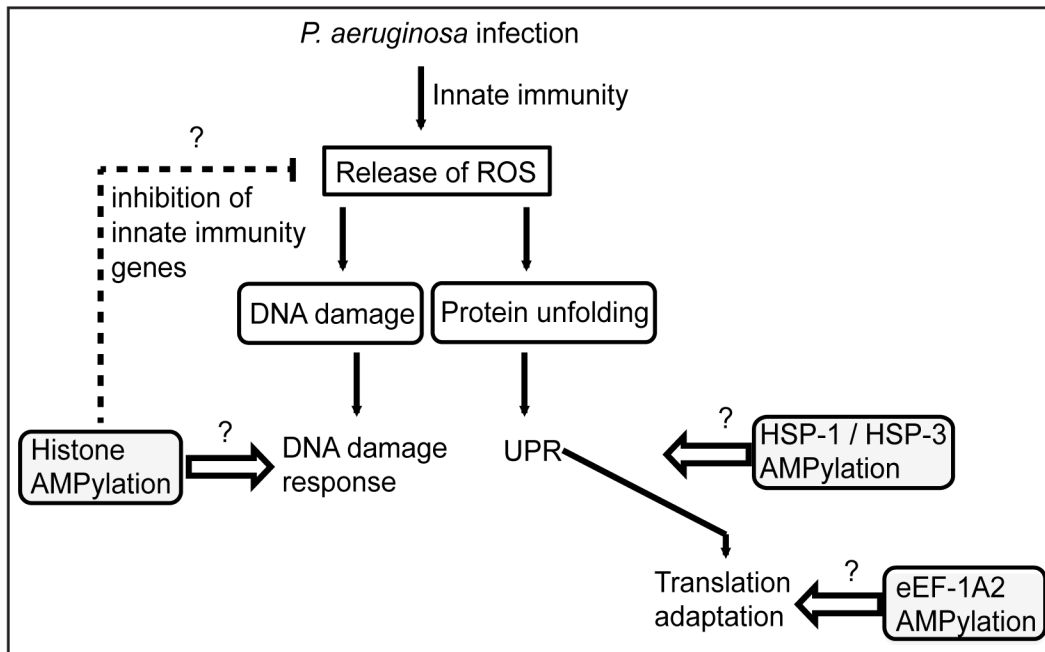 P. aeruginosa infection
Innate immunity
?
Release of ROS
inhibition of
innate immunity
genes
DNA damage
Protein unfolding
Histone
AMPylation
?
DNA damage
response
UPR
?
HSP-1 / HSP-3
AMPylation
Translation
adaptation
?
eEF-1A2
AMPylation